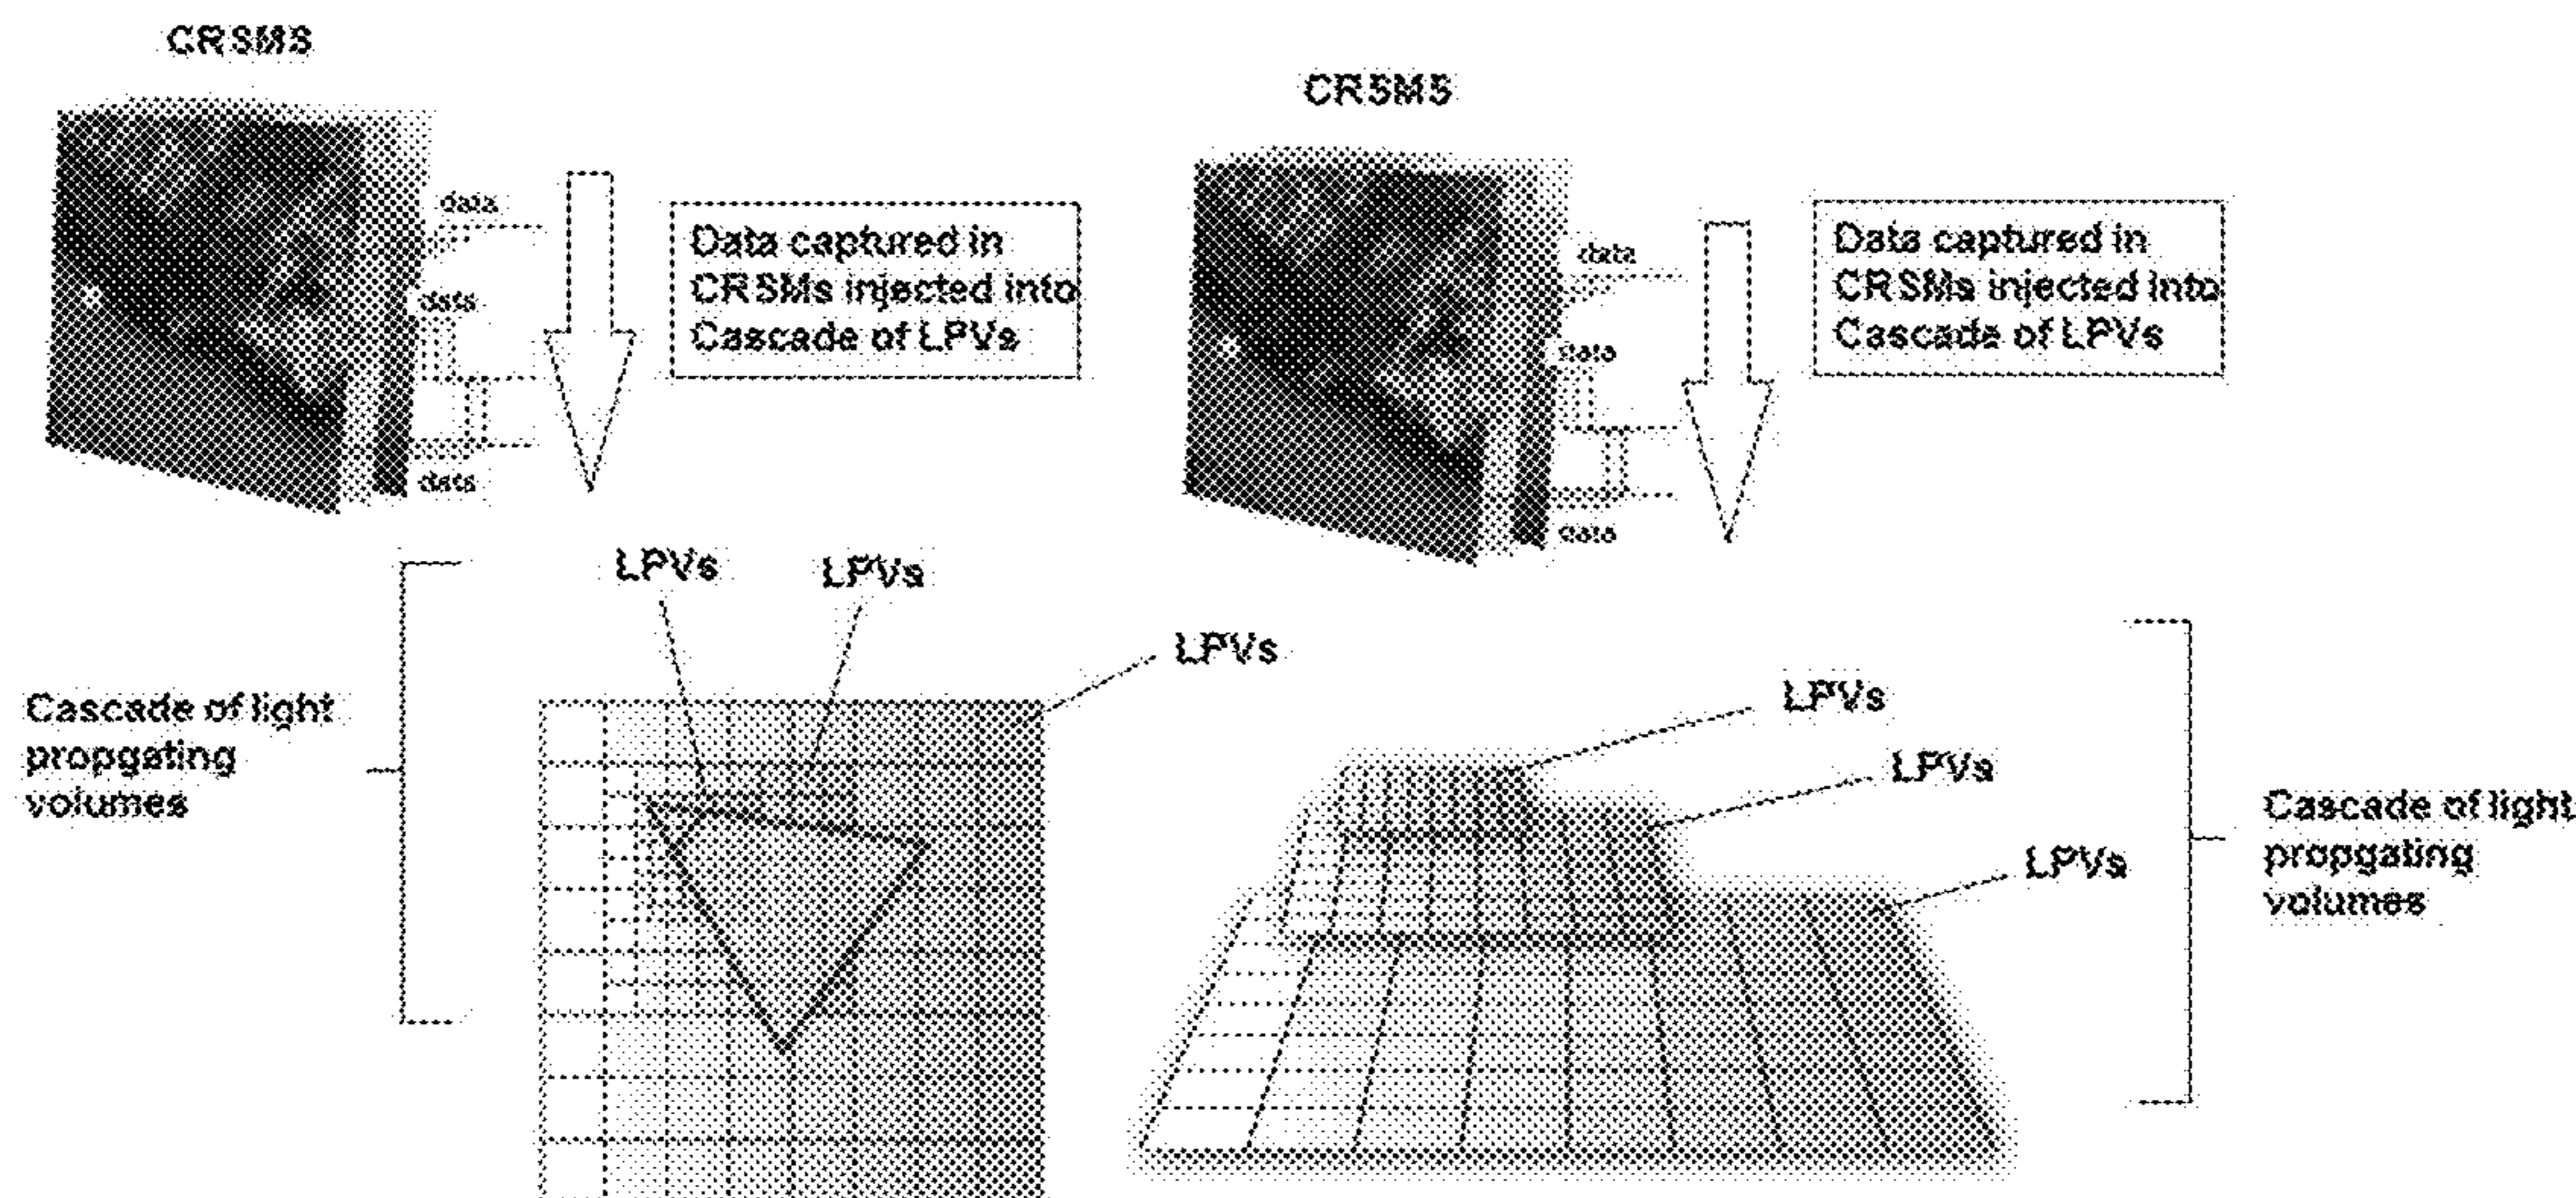 CRSMS
data
data
data
Data captured in
CRSMs injected into
Cascade of LPVs
CRSMS
data
data
data
Data captured in
CRSMs injected into
Cascade of LPVs
LPVs
LPVs
LPVs
Cascade of light
propgating
volumes
LPVs
LPVs
LPVs
Cascade of light
propgating
volumes